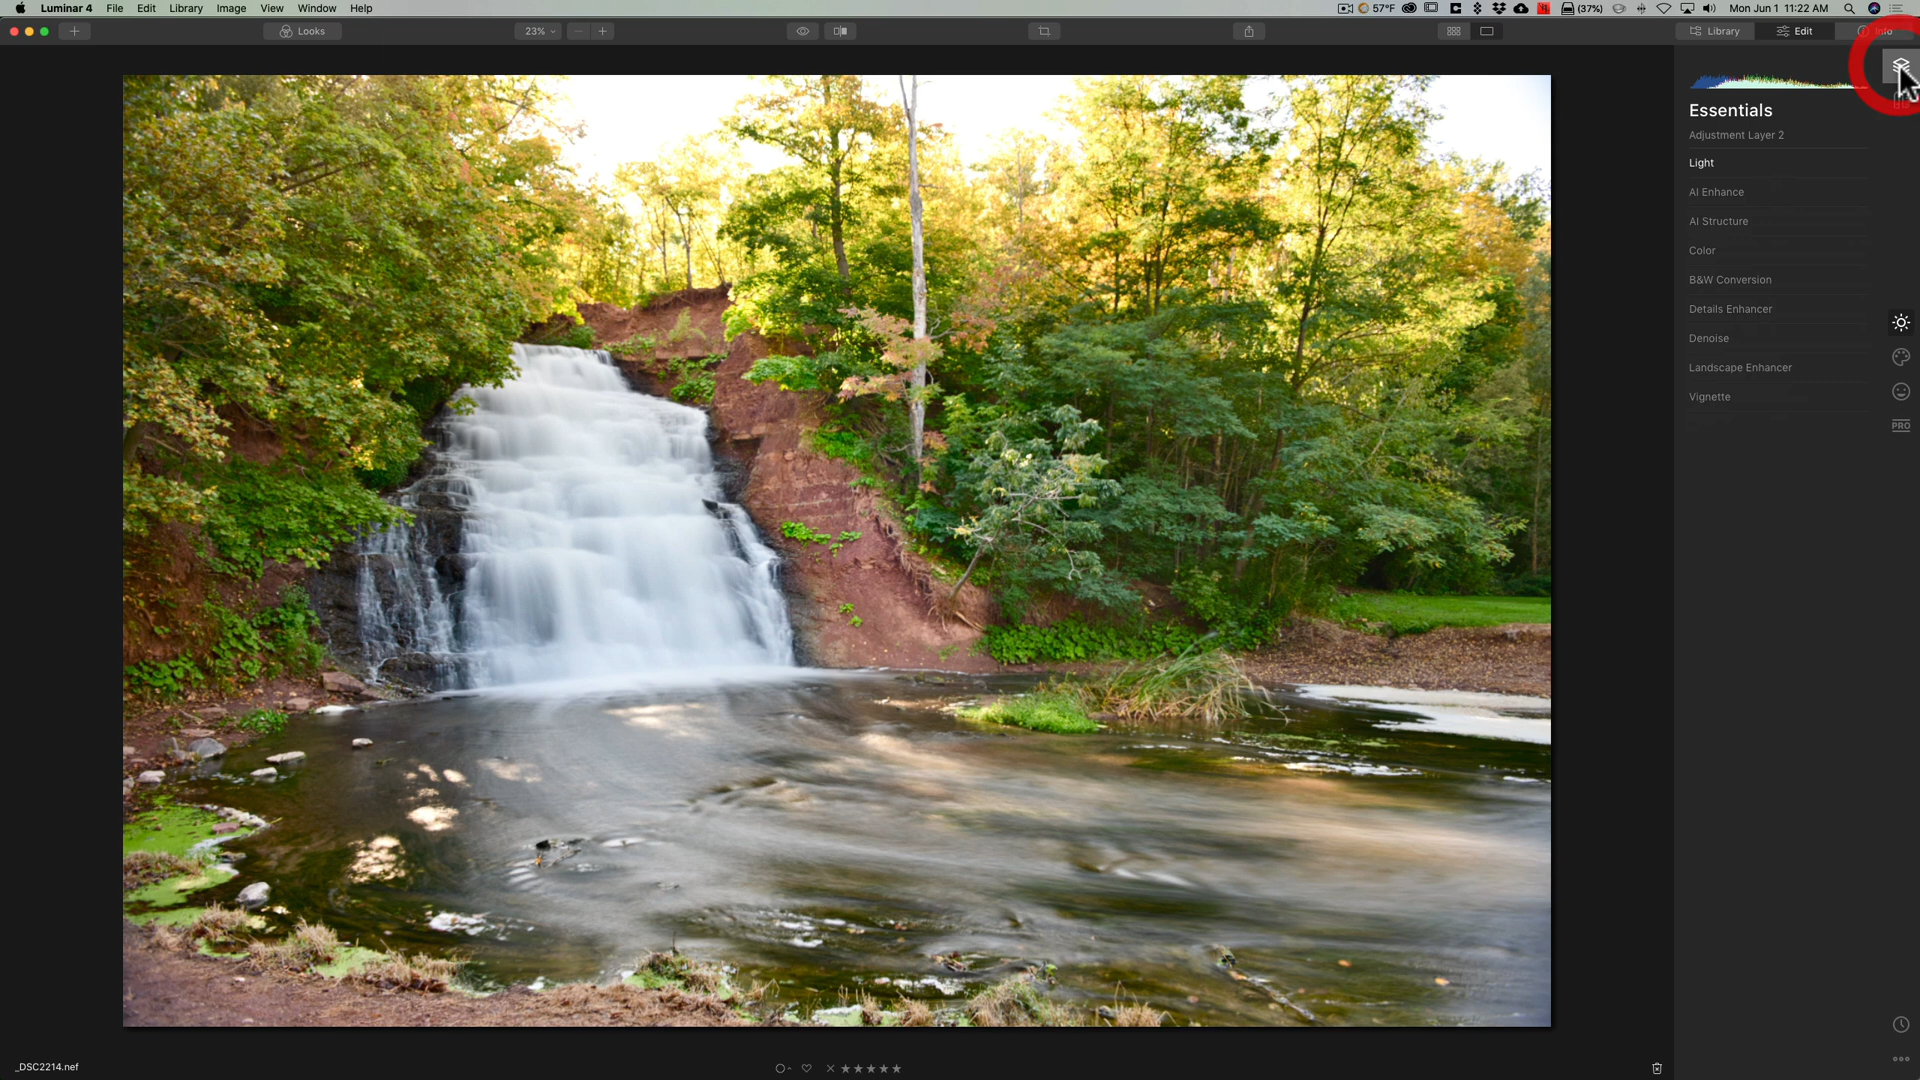 Luminar 4 File Edit Library Image View Window Help 57°F (37%) Mon Jun 1 11:22 AM
Looks 23% Library Edit Info
Essentials
Adjustment Layer 2
Light
AI Enhance
AI Structure
Color
B&W Conversion
Details Enhancer
Denoise
Landscape Enhancer
Vignette
PRO
_DSC2214.nef